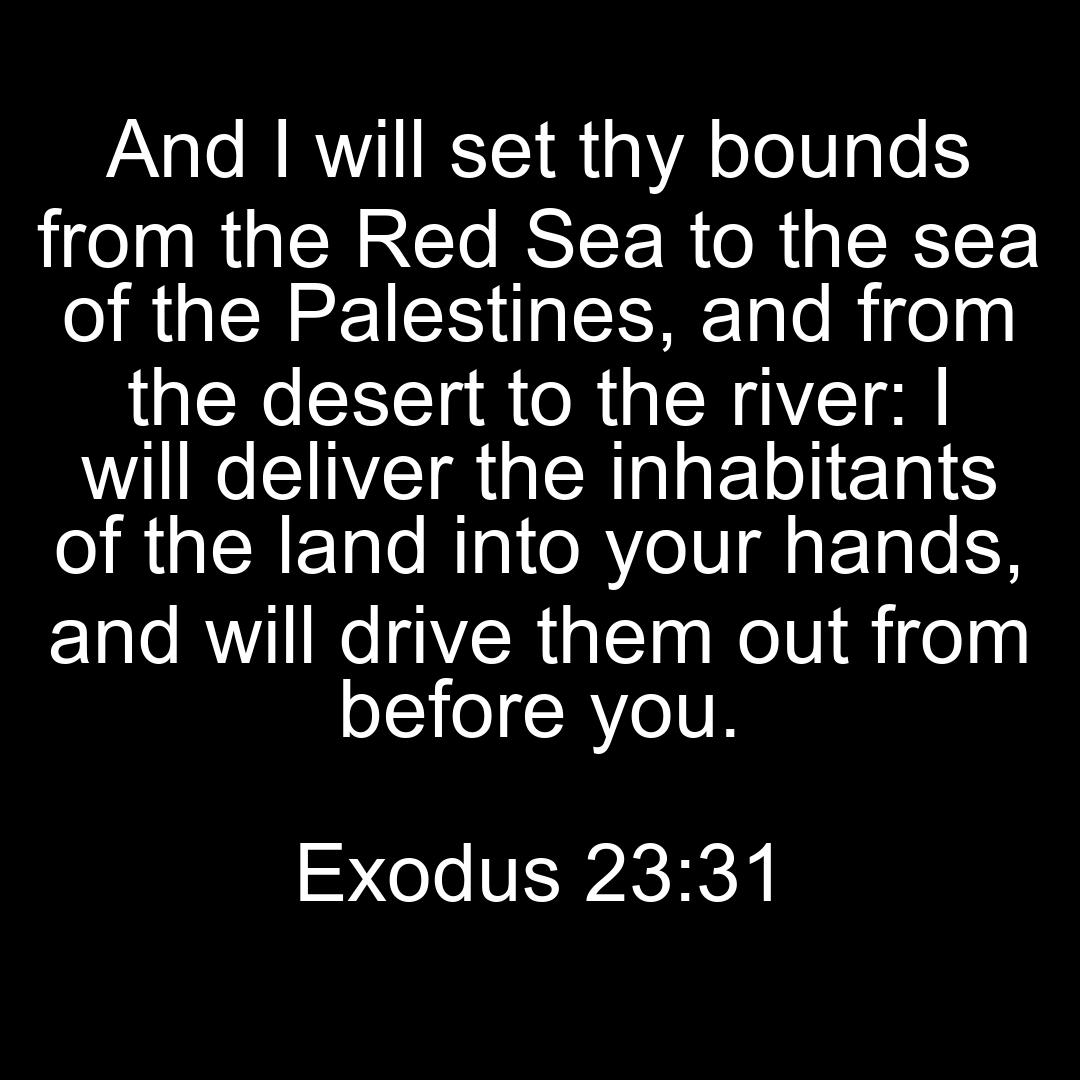 And I will set thy bounds
from the Red Sea to the sea
of the Palestines, and from
the desert to the river: I
will deliver the inhabitants
of the land into your hands,
and will drive them out from
before you.
Exodus 23:31